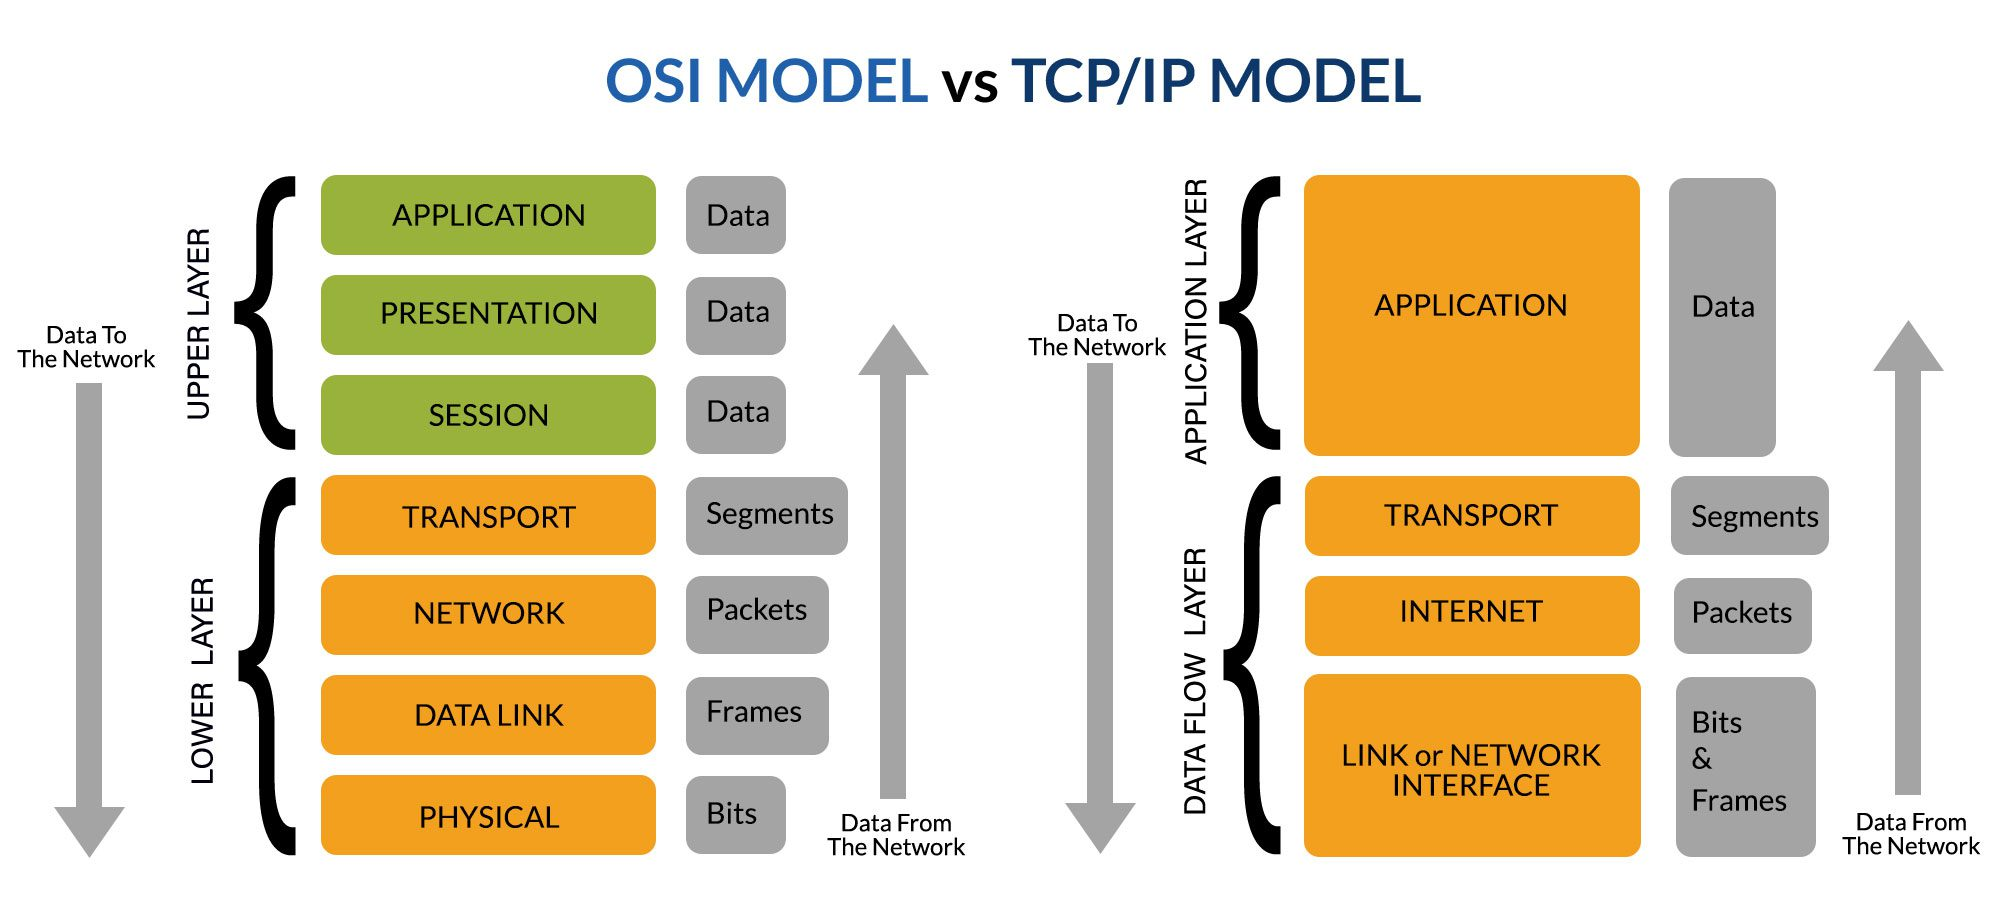 OSI MODEL vs TCP/IP MODEL
Data To
The Network
UPPER LAYER
APPLICATION
Data
PRESENTATION
Data
SESSION
Data
LOWER LAYER
TRANSPORT
Segments
NETWORK
Packets
DATA LINK
Frames
PHYSICAL
Bits
Data From
The Network
Data To
The Network
APPLICATION LAYER
APPLICATION
Data
DATA FLOW LAYER
TRANSPORT
Segments
INTERNET
Packets
LINK or NETWORK
INTERFACE
Bits
&
Frames
Data From
The Network